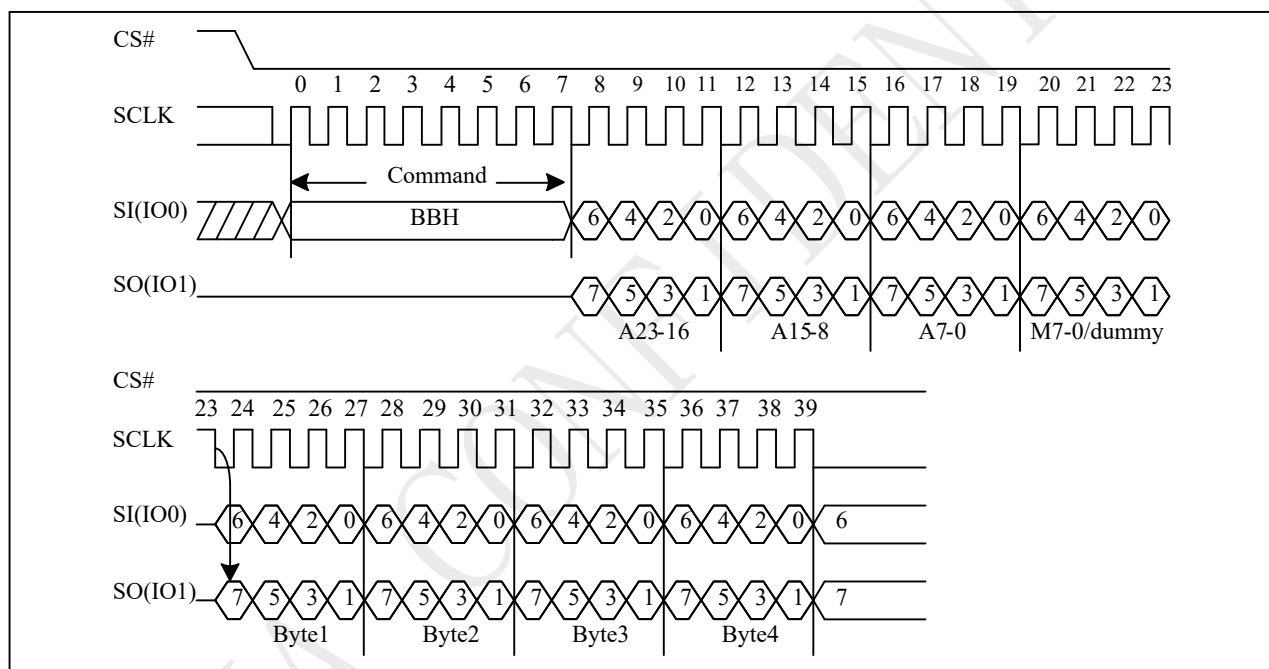 CS#
0 1 2 3 4 5 6 7 8 9 10 11 12 13 14 15 16 17 18 19 20 21 22 23
SCLK
Command
SI(IO0) BBH 6 4 2 0 6 4 2 0 6 4 2 0 6 4 2 0
SO(IO1) 7 5 3 1 7 5 3 1 7 5 3 1 7 5 3 1
A23-16 A15-8 A7-0 M7-0/dummy
CS#
23 24 25 26 27 28 29 30 31 32 33 34 35 36 37 38 39
SCLK
SI(IO0) 6 4 2 0 6 4 2 0 6 4 2 0 6 4 2 0 6
SO(IO1) 7 5 3 1 7 5 3 1 7 5 3 1 7 5 3 1 7
Byte1 Byte2 Byte3 Byte4